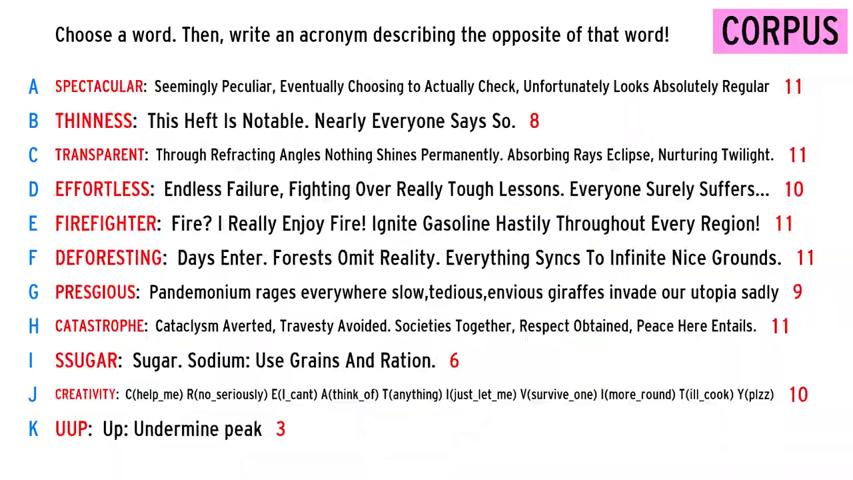 Choose a word. Then, write an acronym describing the opposite of that word!
CORPUS
A SPECTACULAR: Seemingly Peculiar, Eventually Choosing to Actually Check, Unfortunately Looks Absolutely Regular 11
B THINNESS: This Heft Is Notable. Nearly Everyone Says So. 8
C TRANSPARENT: Through Refracting Angles Nothing Shines Permanently. Absorbing Rays Eclipse, Nurturing Twilight. 11
D EFFORTLESS: Endless Failure, Fighting Over Really Tough Lessons. Everyone Surely Suffers... 10
E FIREFIGHTER: Fire? I Really Enjoy Fire! Ignite Gasoline Hastily Throughout Every Region! 11
F DEFORESTING: Days Enter. Forests Omit Reality. Everything Syncs To Infinite Nice Grounds. 11
G PRESGIOUS: Pandemonium rages everywhere slow,tedious,envious giraffes invade our utopia sadly 9
H CATASTROPHE: Cataclysm Averted, Travesty Avoided. Societies Together, Respect Obtained, Peace Here Entails. 11
I SSUGAR: Sugar. Sodium: Use Grains And Ration. 6
J CREATIVITY: C(help_me) R(no_seriously) E(I_cant) A(think_of) T(anything) I(just_let_me) V(survive_one) I(more_round) T(ill_cook) Y(plzz) 10
K UUP: Up: Undermine peak 3